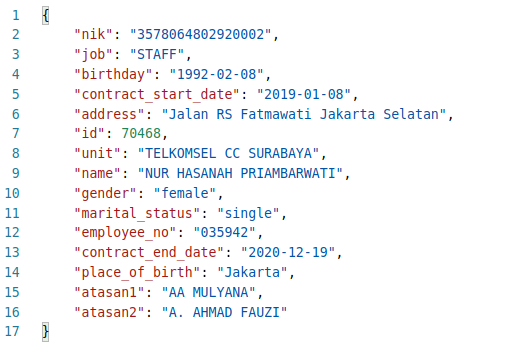 1 {
2 "nik": "3578064802920002",
3 "job": "STAFF",
4 "birthday": "1992-02-08",
5 "contract_start_date": "2019-01-08",
6 "address": "Jalan RS Fatmawati Jakarta Selatan",
7 "id": 70468,
8 "unit": "TELKOMSEL CC SURABAYA",
9 "name": "NUR HASANAH PRIAMBARWATI",
10 "gender": "female",
11 "marital_status": "single",
12 "employee_no": "035942",
13 "contract_end_date": "2020-12-19",
14 "place_of_birth": "Jakarta",
15 "atasan1": "AA MULYANA",
16 "atasan2": "A. AHMAD FAUZI"
17 }